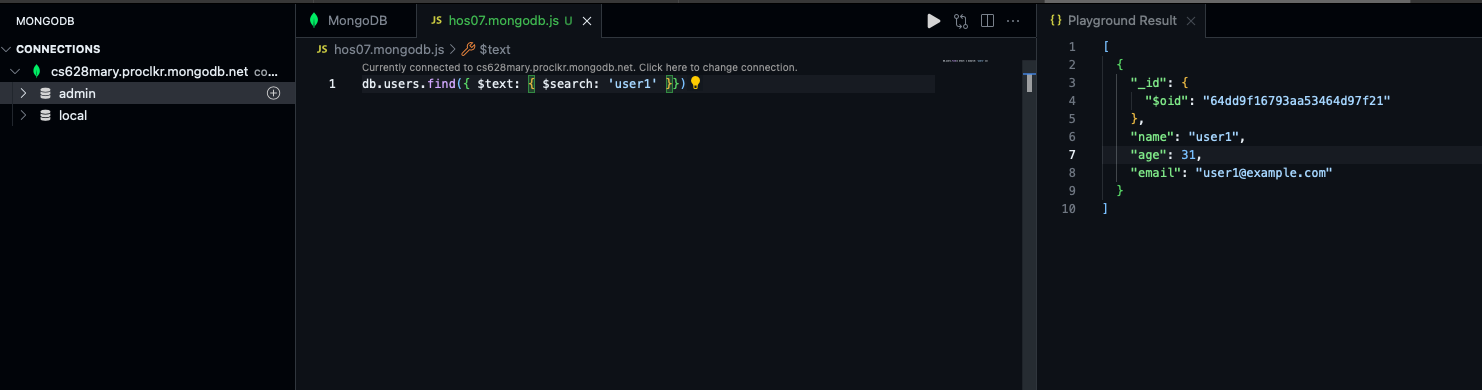 MONGODB
CONNECTIONS
cs628mary.proclkr.mongodb.net co...
admin
local
MongoDB
JS hos07.mongodb.js U
JS hos07.mongodb.js > $text
Currently connected to cs628mary.proclkr.mongodb.net. Click here to change connection.
1 db.users.find({ $text: { $search: 'user1' }})
{} Playground Result
1 [
2 {
3 "_id": {
4 "$oid": "64dd9f16793aa53464d97f21"
5 },
6 "name": "user1",
7 "age": 31,
8 "email": "user1@example.com"
9 }
10 ]